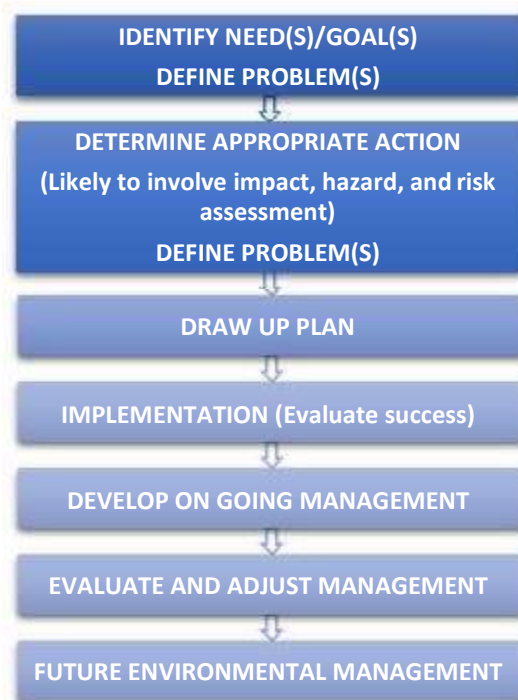 IDENTIFY NEED(S)/GOAL(S)
DEFINE PROBLEM(S)
DETERMINE APPROPRIATE ACTION
(Likely to involve impact, hazard, and risk
assessment)
DEFINE PROBLEM(S)
DRAW UP PLAN
IMPLEMENTATION (Evaluate success)
DEVELOP ON GOING MANAGEMENT
EVALUATE AND ADJUST MANAGEMENT
FUTURE ENVIRONMENTAL MANAGEMENT